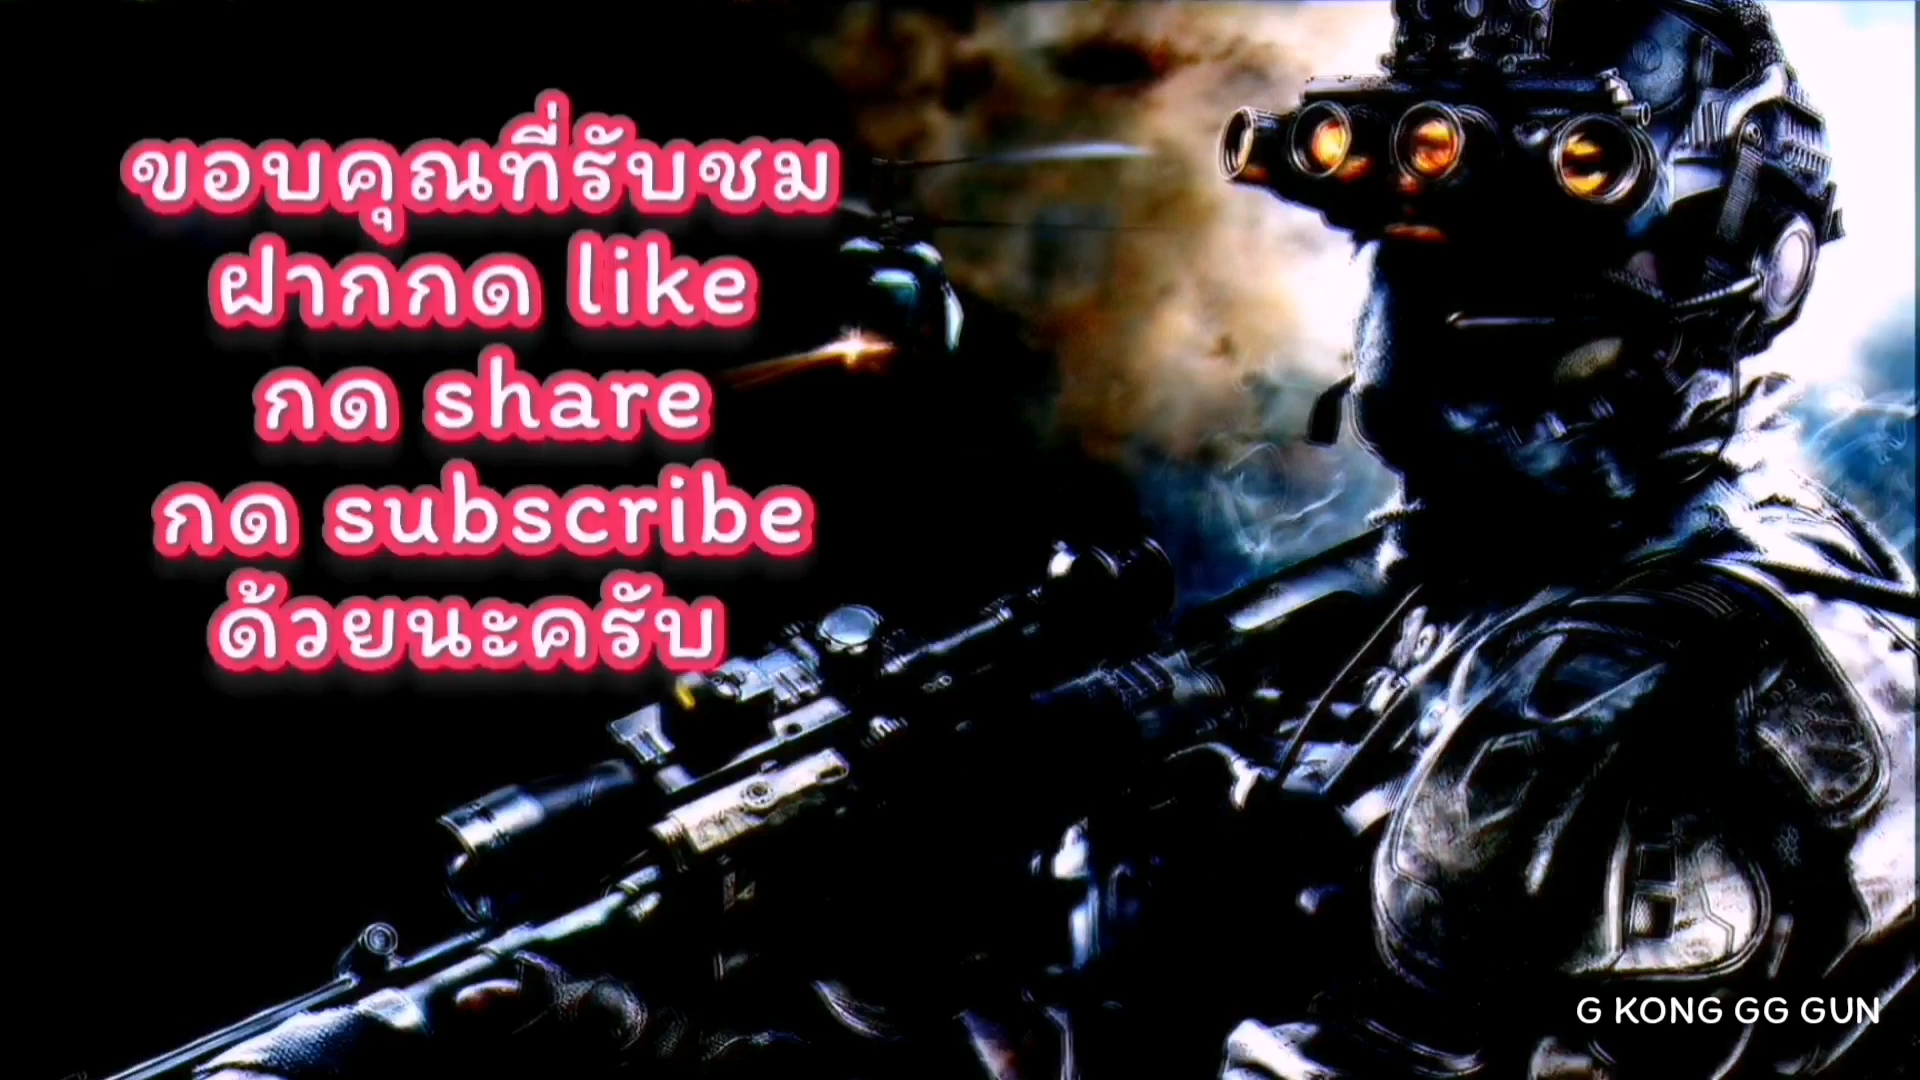 ขอบคุณที่รับชม
ฝากกด like
กด share
กด subscribe
ด้วยนะครับ
G KONG GG GUN